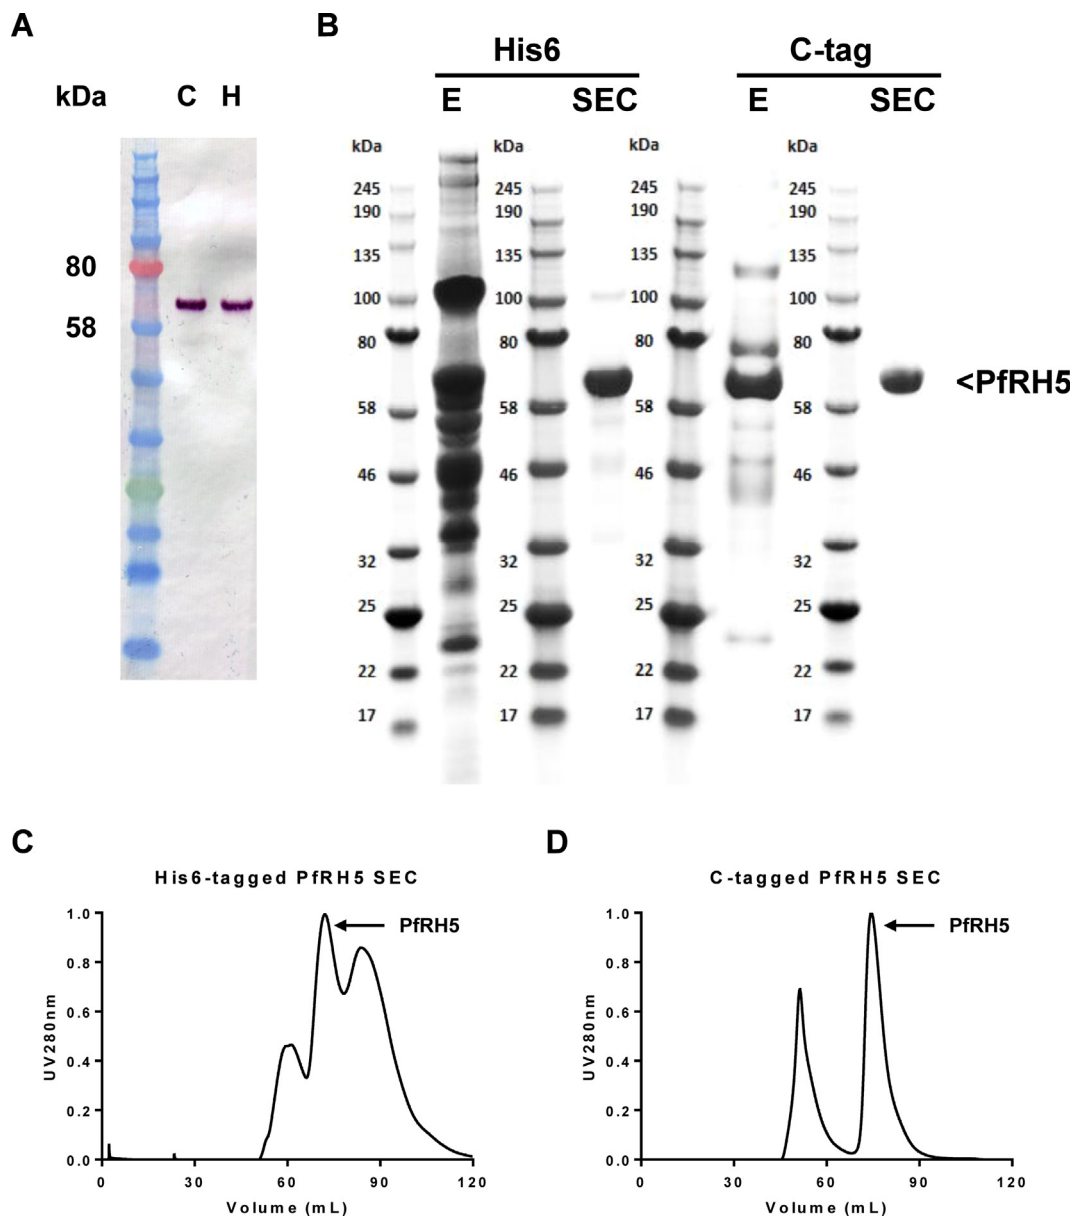 A
B
His6
C-tag
kDa
C H
E
SEC
E
SEC
80
58
kDa
245
190
135
100
80
58
46
32
25
22
17
kDa
245
190
135
100
80
58
46
32
25
22
17
kDa
245
190
135
100
80
58
46
32
25
22
17
kDa
245
190
135
100
80
58
46
32
25
22
17
<PfRH5
C
His6-tagged PfRH5 SEC
PfRH5
UV280nm
1.0
0.8
0.6
0.4
0.2
0.0
0 30 60 90 120
Volume (mL)
D
C-tagged PfRH5 SEC
PfRH5
UV280nm
1.0
0.8
0.6
0.4
0.2
0.0
0 30 60 90 120
Volume (mL)